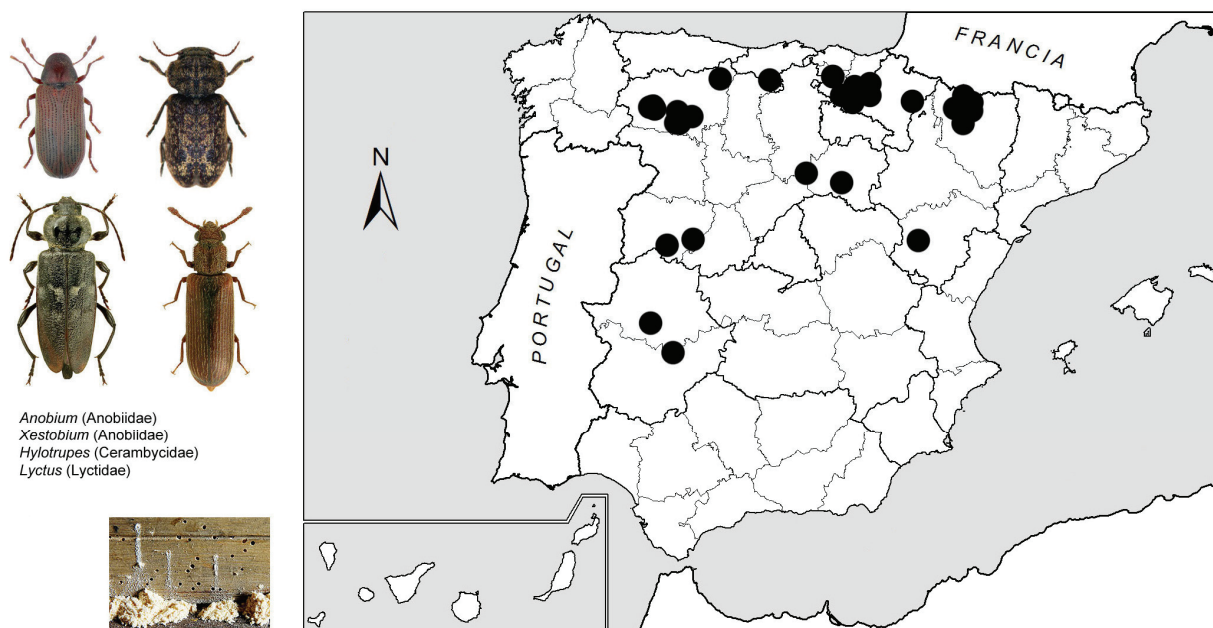 FRANCIA
N
PORTUGAL
Anobium (Anobiidae)
Xestobium (Anobiidae)
Hylotrupes (Cerambycidae)
Lyctus (Lyctidae)